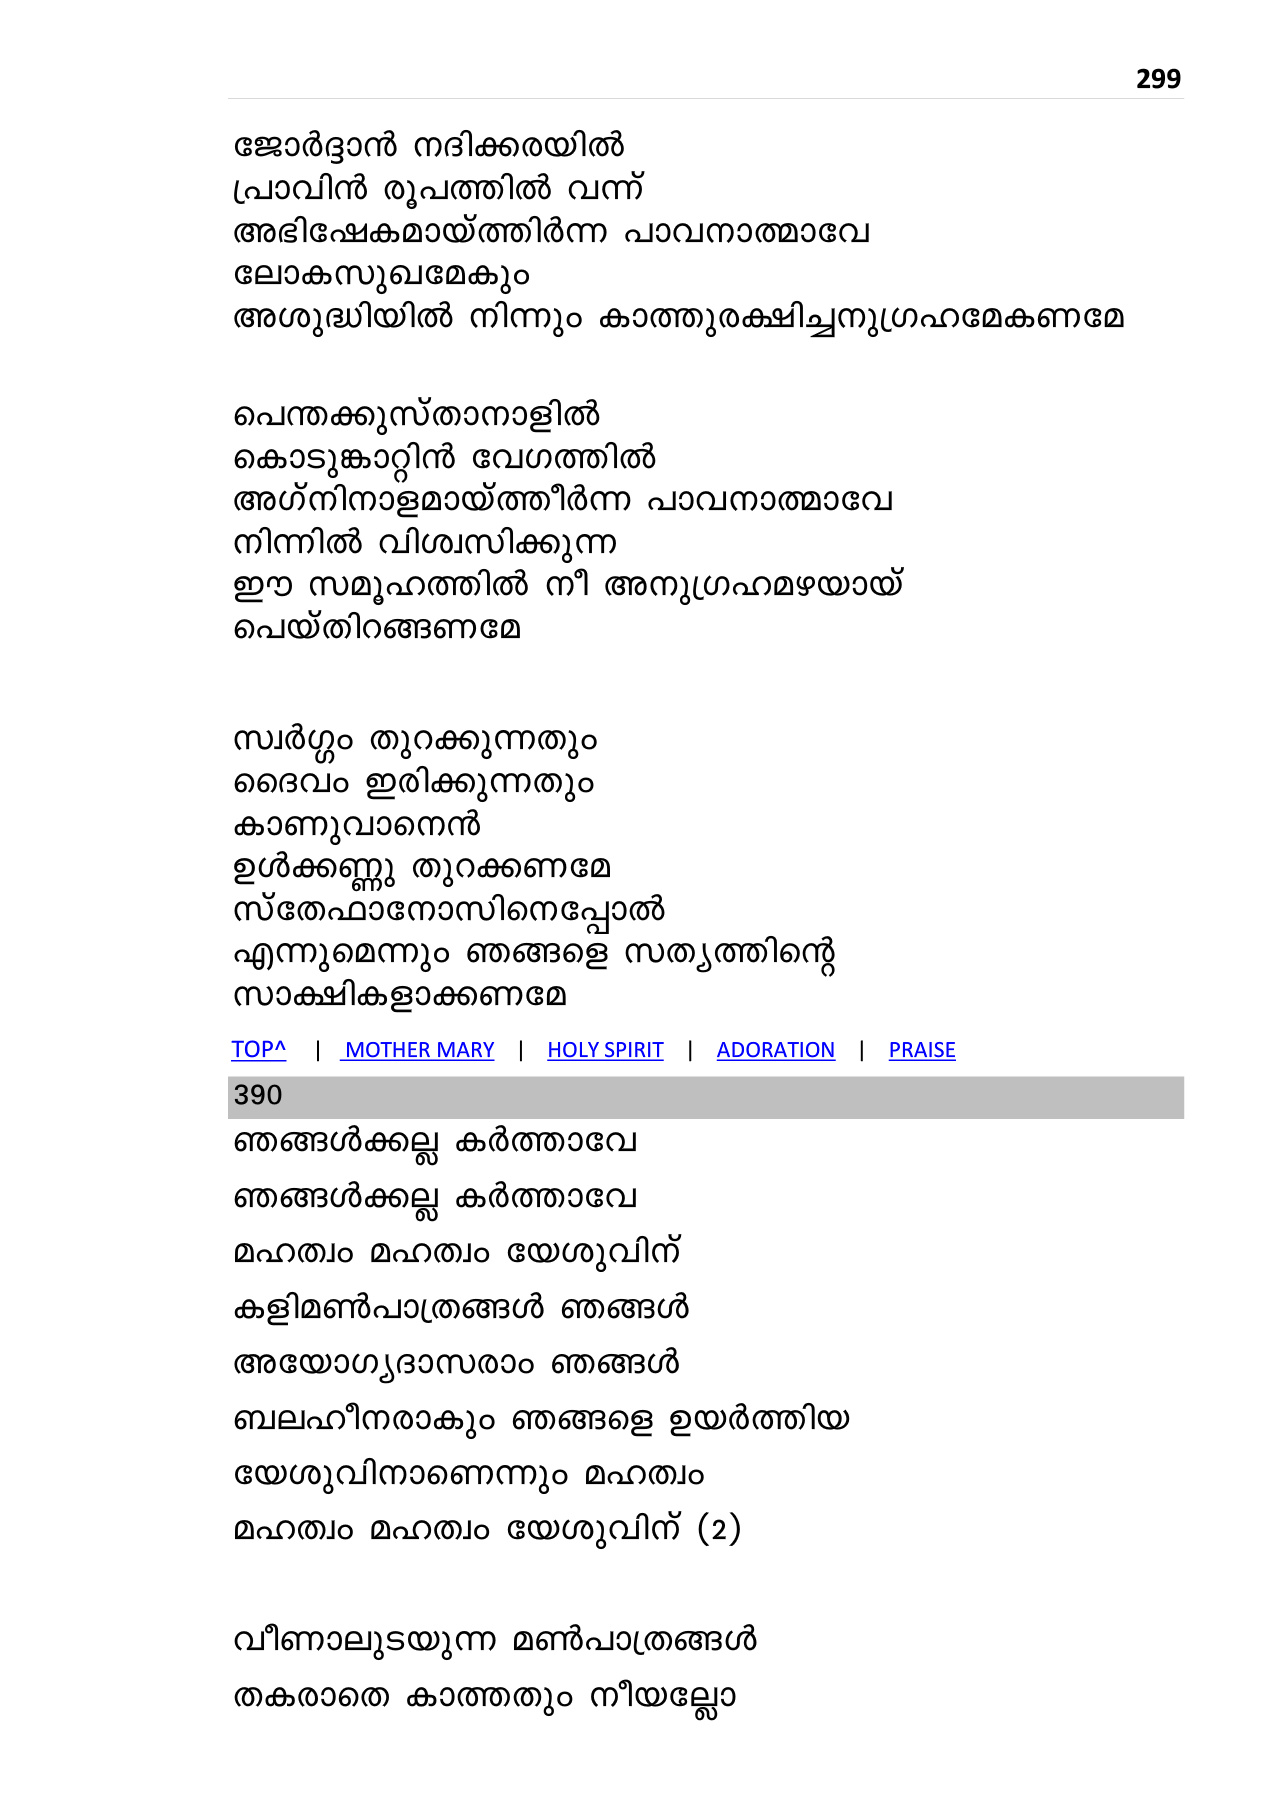 299
ജോർദ്ദാൻ നദിക്കരയിൽ
പ്രാവിൻ രൂപത്തിൽ വന്ന്
അഭിഷേകമായ്ത്തിർന്ന പാവനാത്മാവേ
ലോകസുഖമേകും
അശുദ്ധിയിൽ നിന്നും കാത്തുരക്ഷിച്ചനുഗ്രഹമേകണമേ
പെന്തക്കുസ്താനാളിൽ
കൊടുങ്കാറ്റിൻ വേഗത്തിൽ
അഗ്നിനാളമായ്ത്തീർന്ന പാവനാത്മാവേ
നിന്നിൽ വിശ്വസിക്കുന്ന
ഈ സമൂഹത്തിൽ നീ അനുഗ്രഹമഴയായ്
പെയ്തിറങ്ങണമേ
സ്വർഗ്ഗം തുറക്കുന്നതും
ദൈവം ഇരിക്കുന്നതും
കാണുവാനെൻ
ഉൾക്കണ്ണു തുറക്കണമേ
സ്തേഫാനോസിനെപ്പോൽ
എന്നുമെന്നും ഞങ്ങളെ സത്യത്തിന്റെ
സാക്ഷികളാക്കണമേ
TOP^ | MOTHER MARY | HOLY SPIRIT | ADORATION | PRAISE
390
ഞങ്ങൾക്കല്ല കർത്താവേ
ഞങ്ങൾക്കല്ല കർത്താവേ
മഹത്വം മഹത്വം യേശുവിന്
കളിമൺപാത്രങ്ങൾ ഞങ്ങൾ
അയോഗ്യദാസരാം ഞങ്ങൾ
ബലഹീനരാകും ഞങ്ങളെ ഉയർത്തിയ
യേശുവിനാണെന്നും മഹത്വം
മഹത്വം മഹത്വം യേശുവിന് (2)
വീണാലുടയുന്ന മൺപാത്രങ്ങൾ
തകരാതെ കാത്തതും നീയല്ലോ